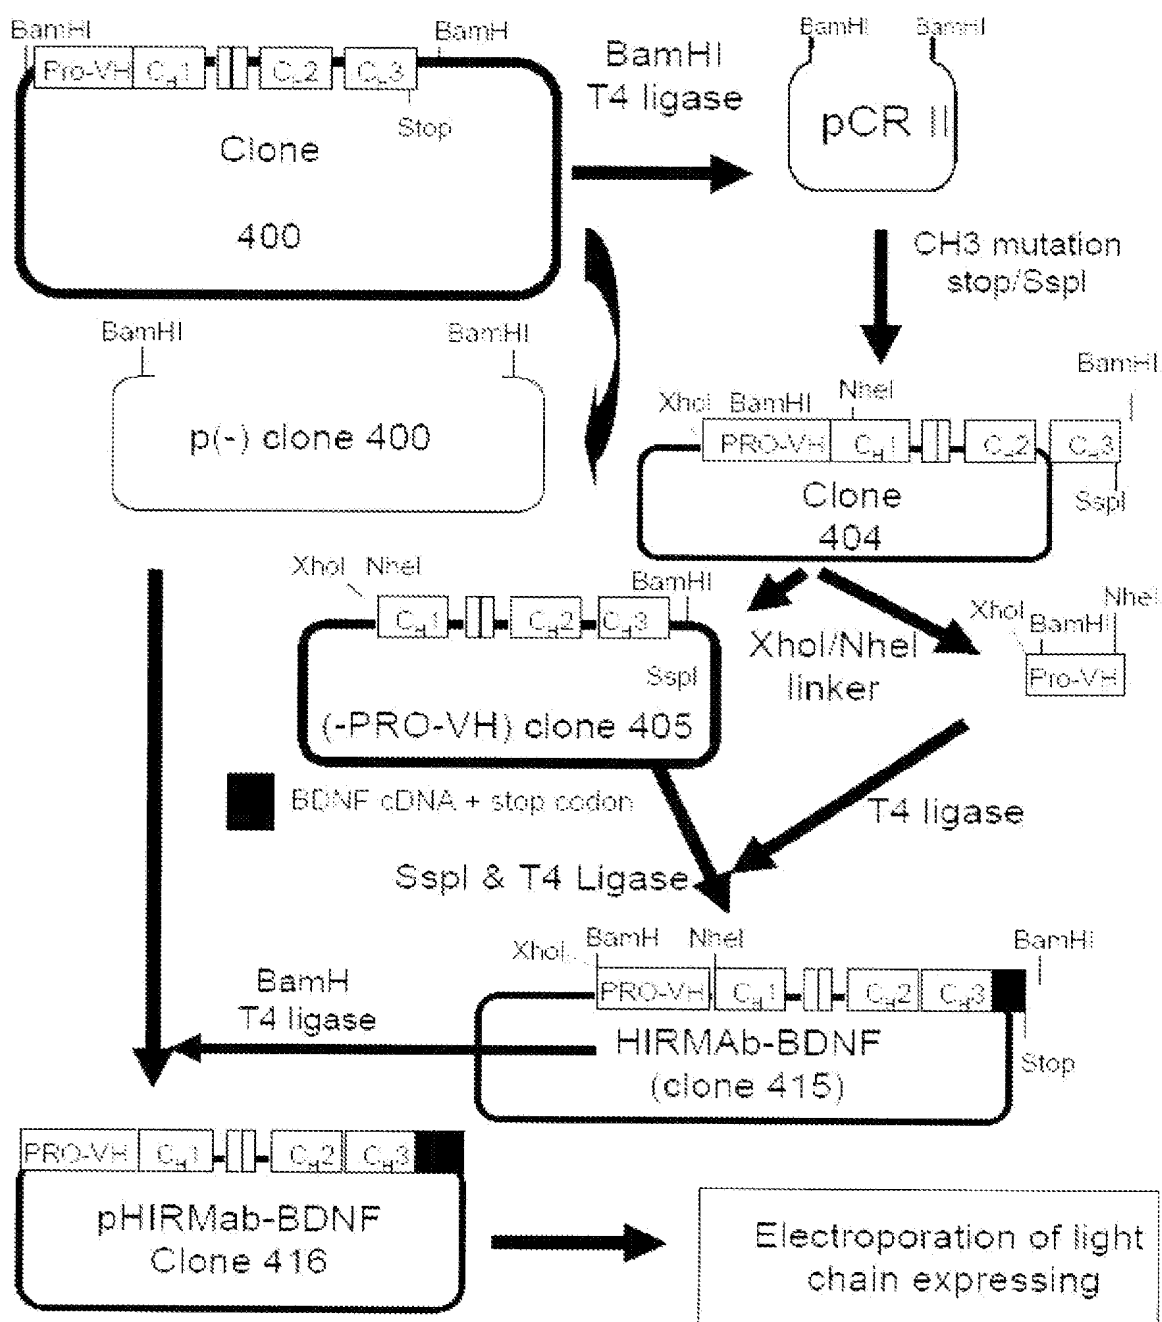 BamHI
BamH
Pro-VH
CH1
C-2
C-3
Stop
Clone
400
BamHI
T4 ligase
BamHI
BamHI
pCR II
CH3 mutation
stop/SspI
BamHI
BamHI
p(-) clone 400
BamHI
NheI
XhoI
BamHI
PRO-VH
CH1
C-2
C-3
SspI
Clone
404
XhoI
NheI
BamHI
CH1
CH2
CH3
SspI
(-PRO-VH) clone 405
XhoI/NheI
linker
XhoI
NheI
BamHI
Pro-VH
BDNF cDNA + stop codon
T4 ligase
SspI & T4 Ligase
XhoI
BamH
NheI
BamHI
PRO-VH
CH1
CH2
CH3
Stop
HIRMAb-BDNF
(clone 415)
BamH
T4 ligase
PRO-VH
CH1
CH2
CH3
pHIRMab-BDNF
Clone 416
Electroporation of light
chain expressing